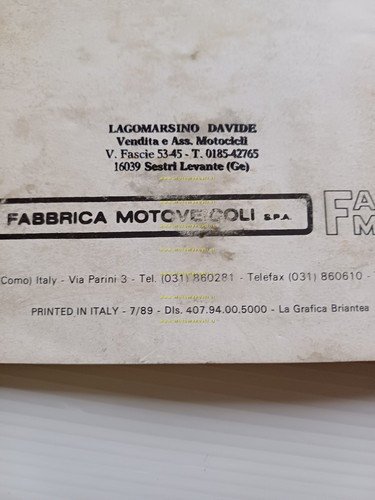 LAGOMARSINO DAVIDE
Vendita e Ass. Motocicli
V. Fascie 53-45 - T. 0185-42765
16039 Sestri Levante (Ge)
FABBRICA MOTOVEICOLI S.P.A.
FA
M
Como) Italy - Via Parini 3 - Tel. (031) 860281 - Telefax (031) 860610 -
PRINTED IN ITALY - 7/89 - Dls. 407.94.00.5000 - La Grafica Briantea